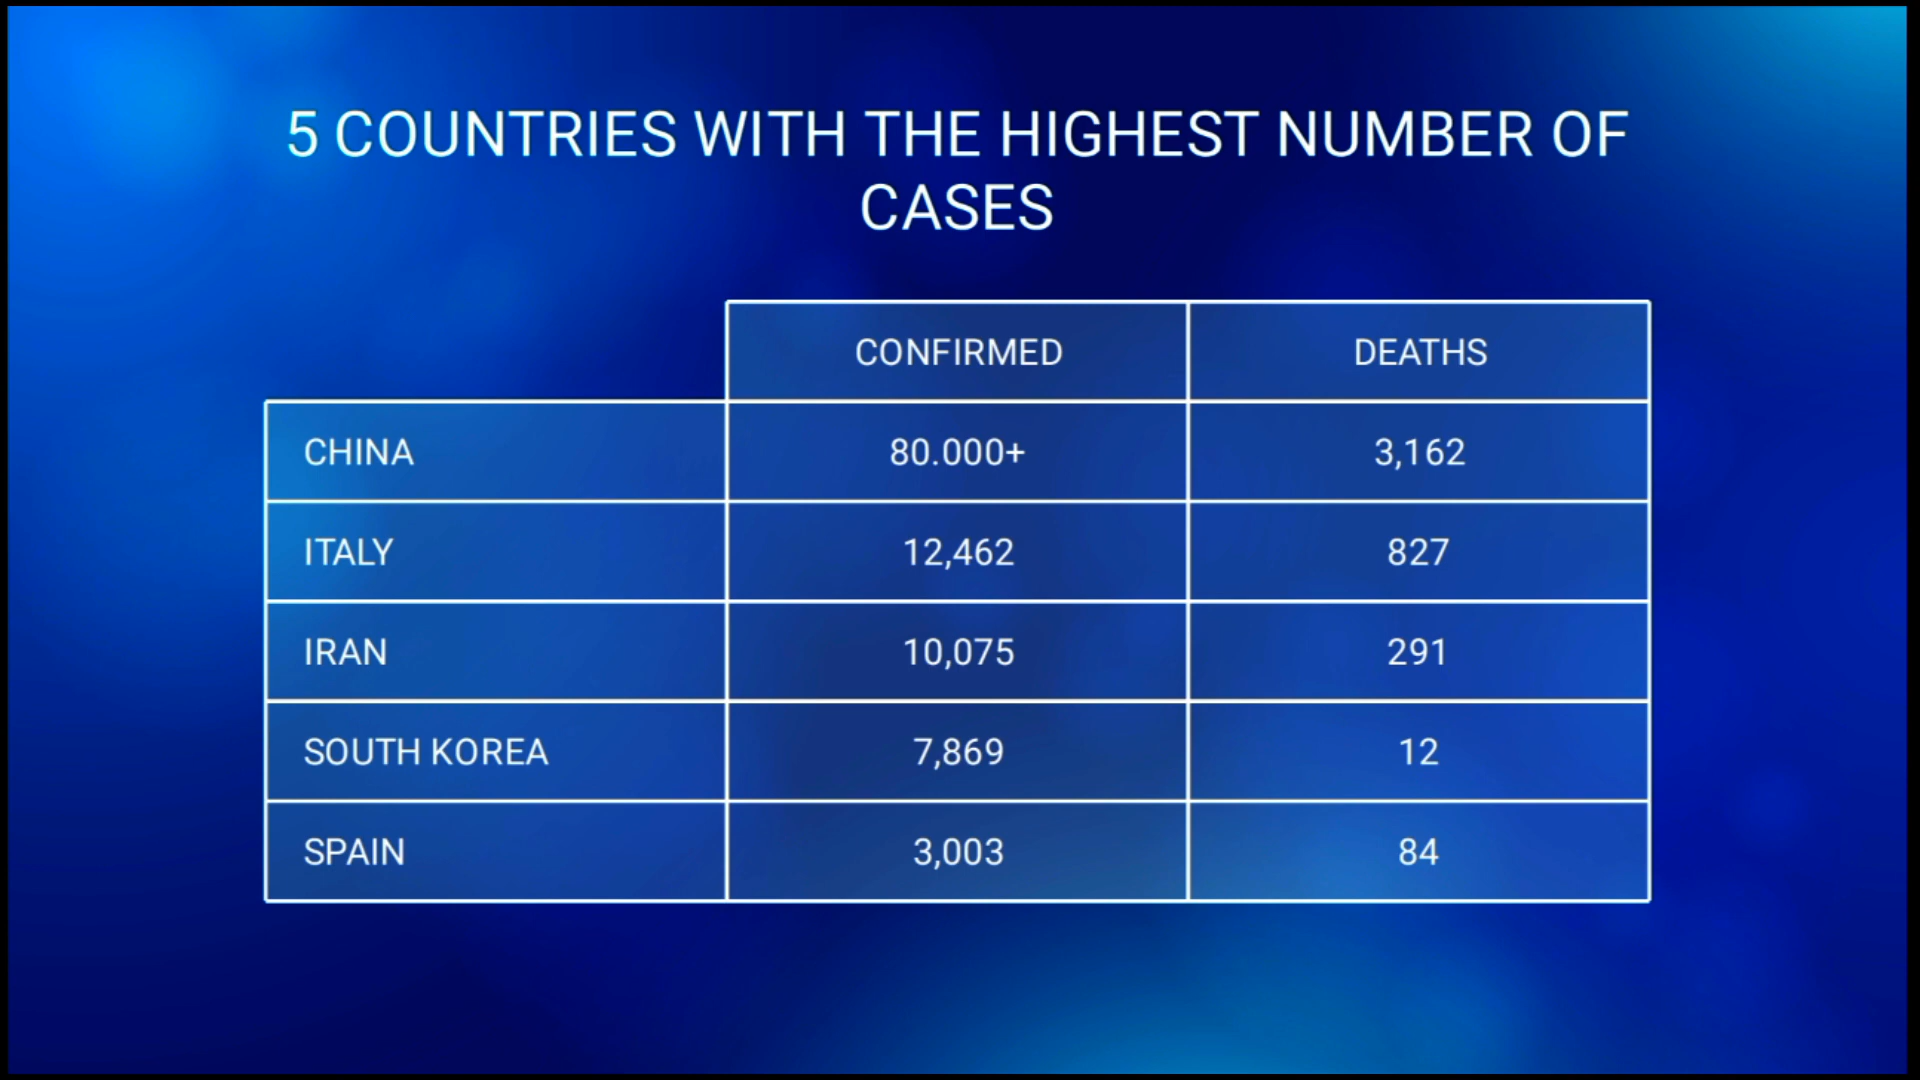 5 COUNTRIES WITH THE HIGHEST NUMBER OF
CASES
CONFIRMED DEATHS
CHINA 80.000+ 3,162
ITALY 12,462 827
IRAN 10,075 291
SOUTH KOREA 7,869 12
SPAIN 3,003 84